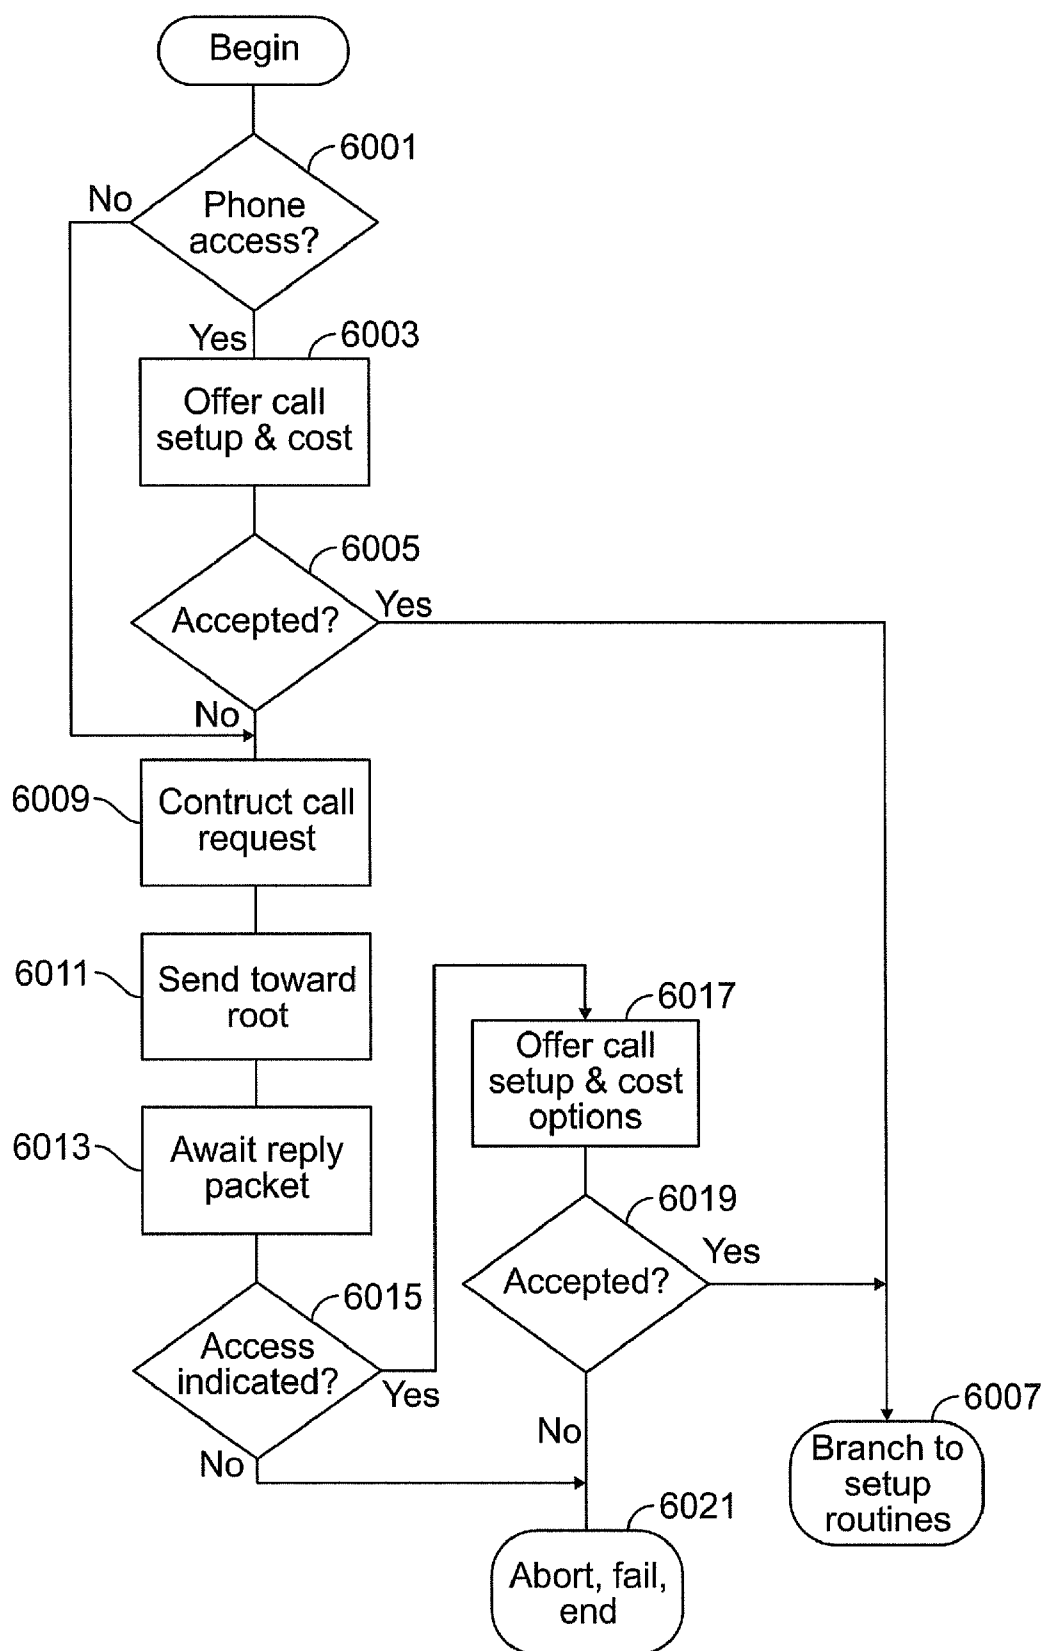 Begin
6001
No
Phone
access?
Yes
6003
Offer call
setup & cost
6005
Accepted?
Yes
No
6009
Contruct call
request
6011
Send toward
root
6017
Offer call
setup & cost
options
6013
Await reply
packet
6019
Accepted?
Yes
6015
Access
indicated?
Yes
No
No
6007
Branch to
setup
routines
6021
Abort, fail,
end